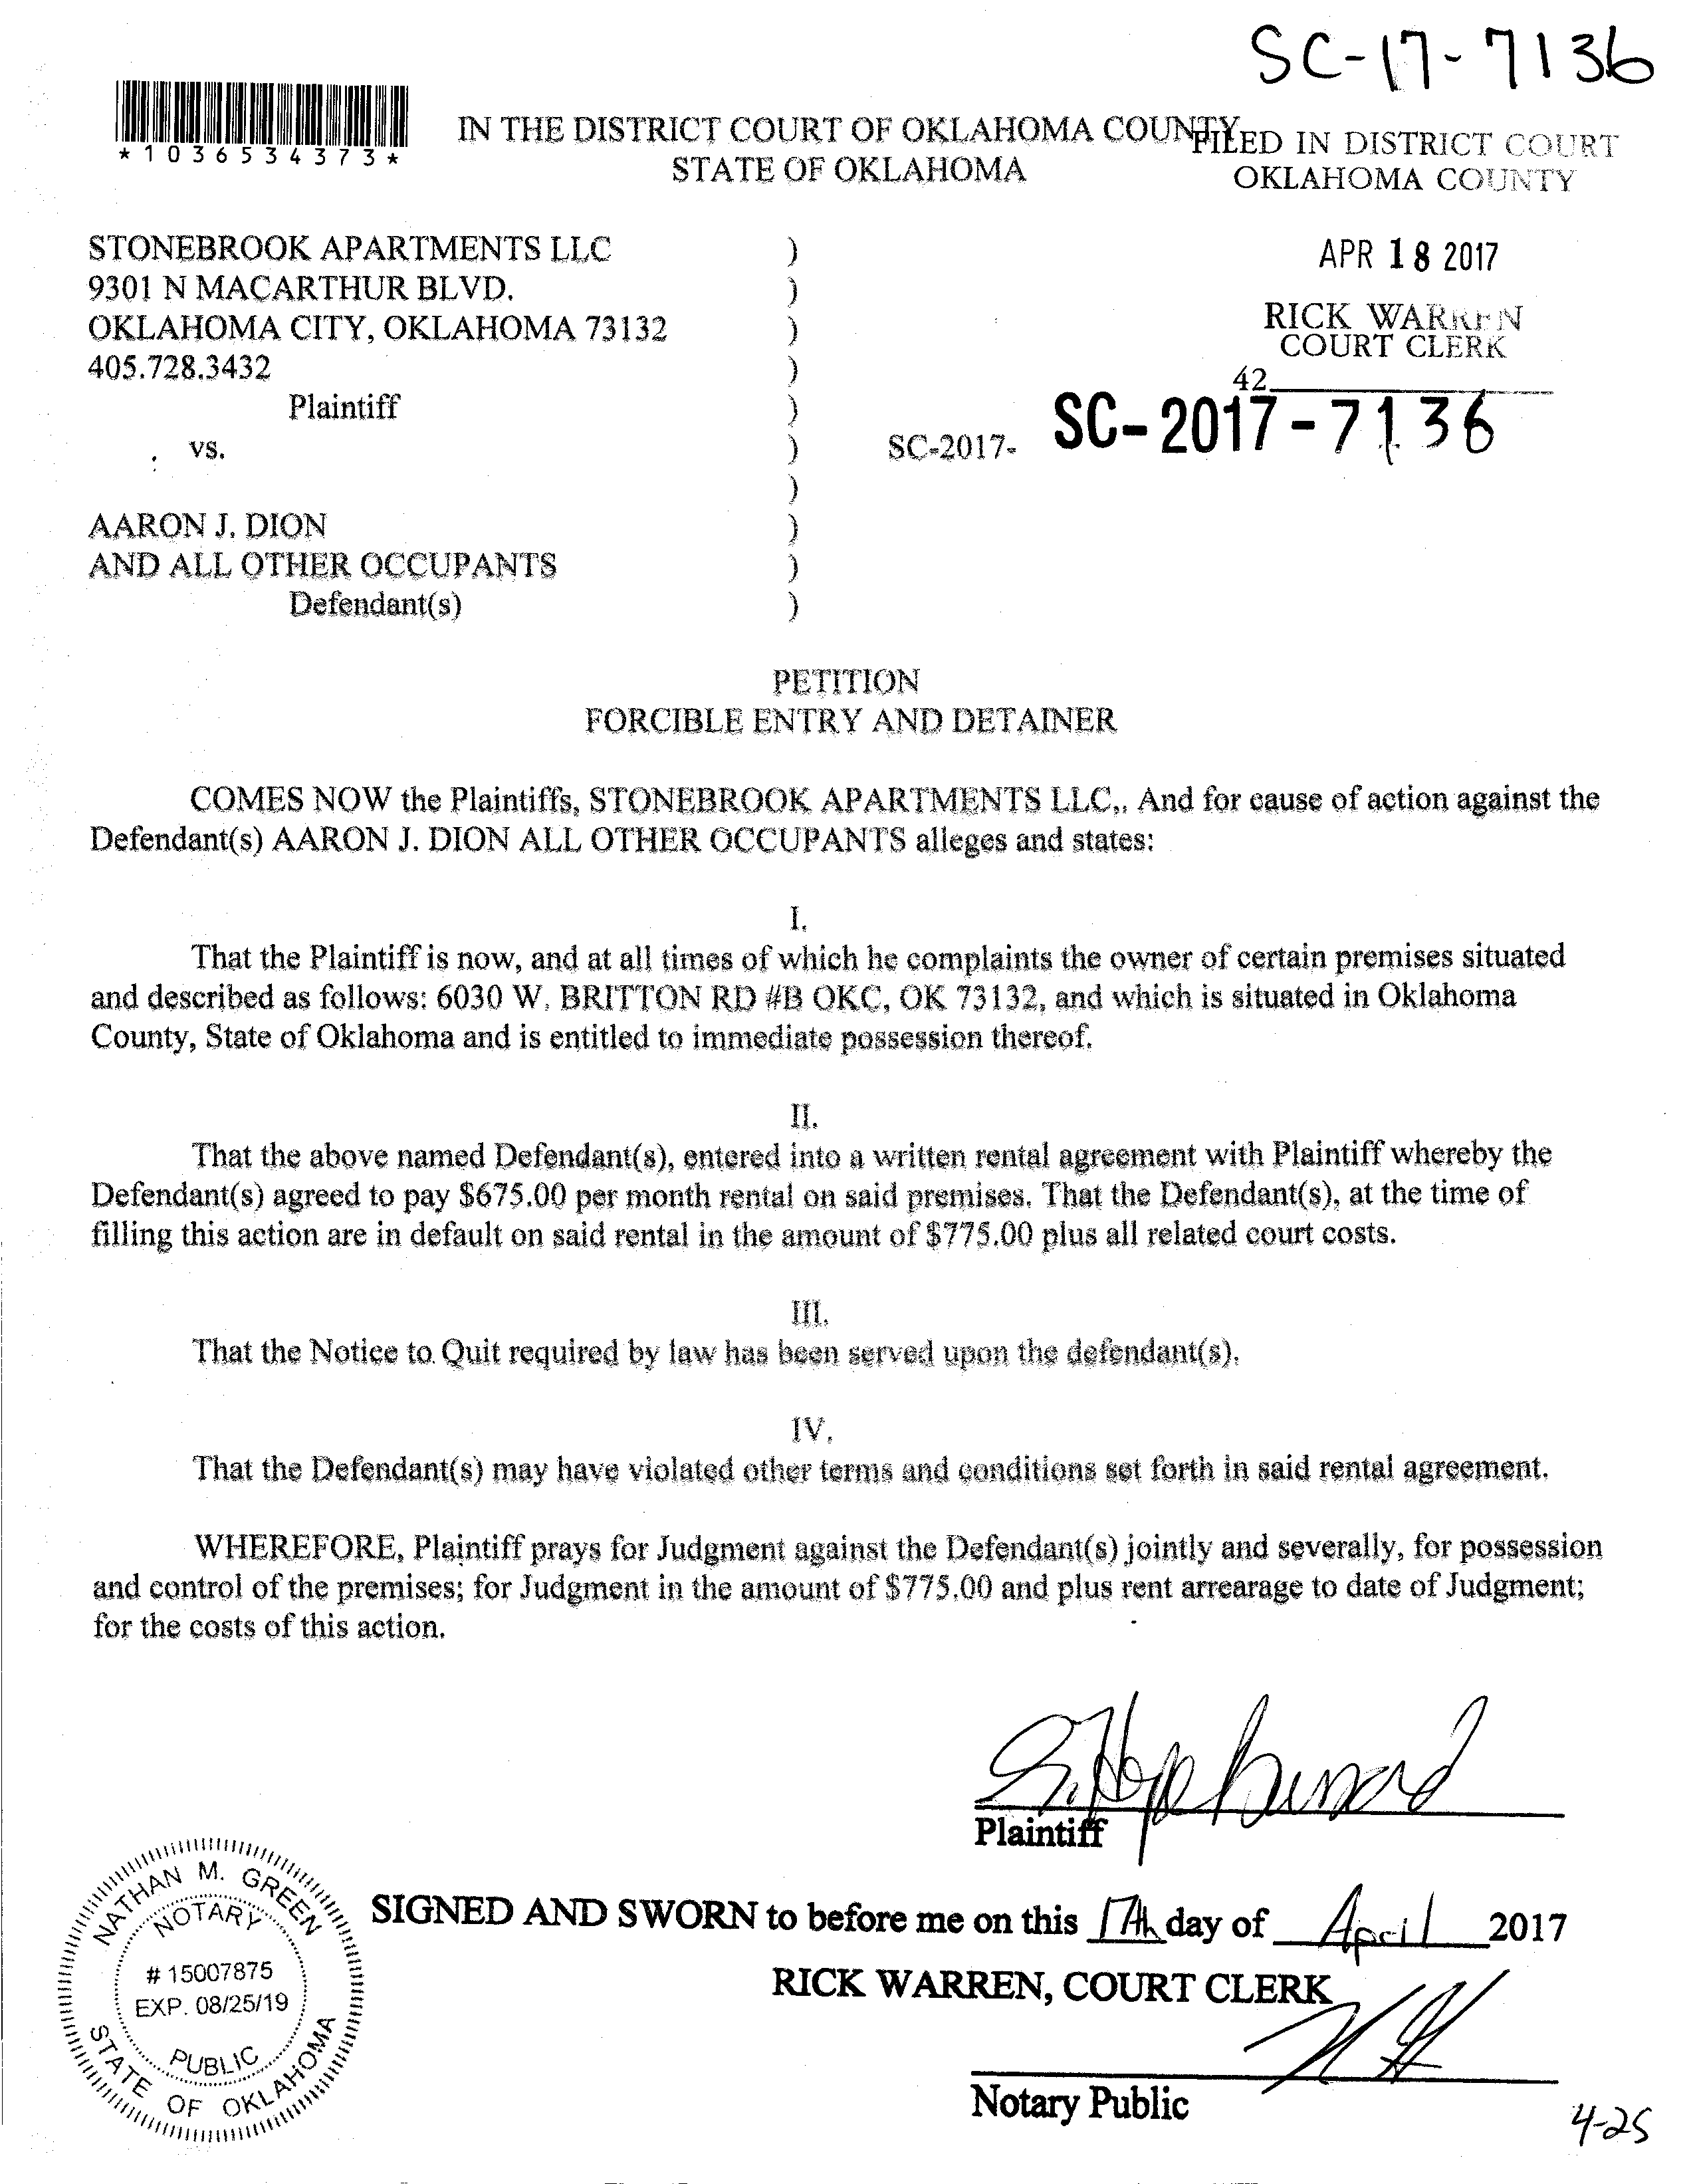 SC-17-7136
*1036534373*
IN THE DISTRICT COURT OF OKLAHOMA COUNTY
STATE OF OKLAHOMA
FILED IN DISTRICT COURT
OKLAHOMA COUNTY
APR 18 2017
RICK WARREN
COURT CLERK
42
STONEBROOK APARTMENTS LLC )
9301 N MACARTHUR BLVD. )
OKLAHOMA CITY, OKLAHOMA 73132 )
405.728.3432 )
Plaintiff )
vs. ) SC-2017- SC-2017-7136
)
AARON J. DION )
AND ALL OTHER OCCUPANTS )
Defendant(s) )
PETITION
FORCIBLE ENTRY AND DETAINER
COMES NOW the Plaintiffs, STONEBROOK APARTMENTS LLC,. And for cause of action against the
Defendant(s) AARON J. DION ALL OTHER OCCUPANTS alleges and states:
I.
That the Plaintiff is now, and at all times of which he complaints the owner of certain premises situated
and described as follows: 6030 W. BRITTON RD #B OKC, OK 73132, and which is situated in Oklahoma
County, State of Oklahoma and is entitled to immediate possession thereof.
II.
That the above named Defendant(s), entered into a written rental agreement with Plaintiff whereby the
Defendant(s) agreed to pay $675.00 per month rental on said premises. That the Defendant(s), at the time of
filling this action are in default on said rental in the amount of $775.00 plus all related court costs.
III.
That the Notice to Quit required by law has been served upon the defendant(s).
IV.
That the Defendant(s) may have violated other terms and conditions set forth in said rental agreement.
WHEREFORE, Plaintiff prays for Judgment against the Defendant(s) jointly and severally, for possession
and control of the premises; for Judgment in the amount of $775.00 and plus rent arrearage to date of Judgment;
for the costs of this action.
Plaintiff
SIGNED AND SWORN to before me on this 17th day of April 2017
RICK WARREN, COURT CLERK
Notary Public
NATHAN M. GREEN
NOTARY
# 15007875
EXP. 08/25/19
PUBLIC
STATE OF OKLAHOMA
4-25